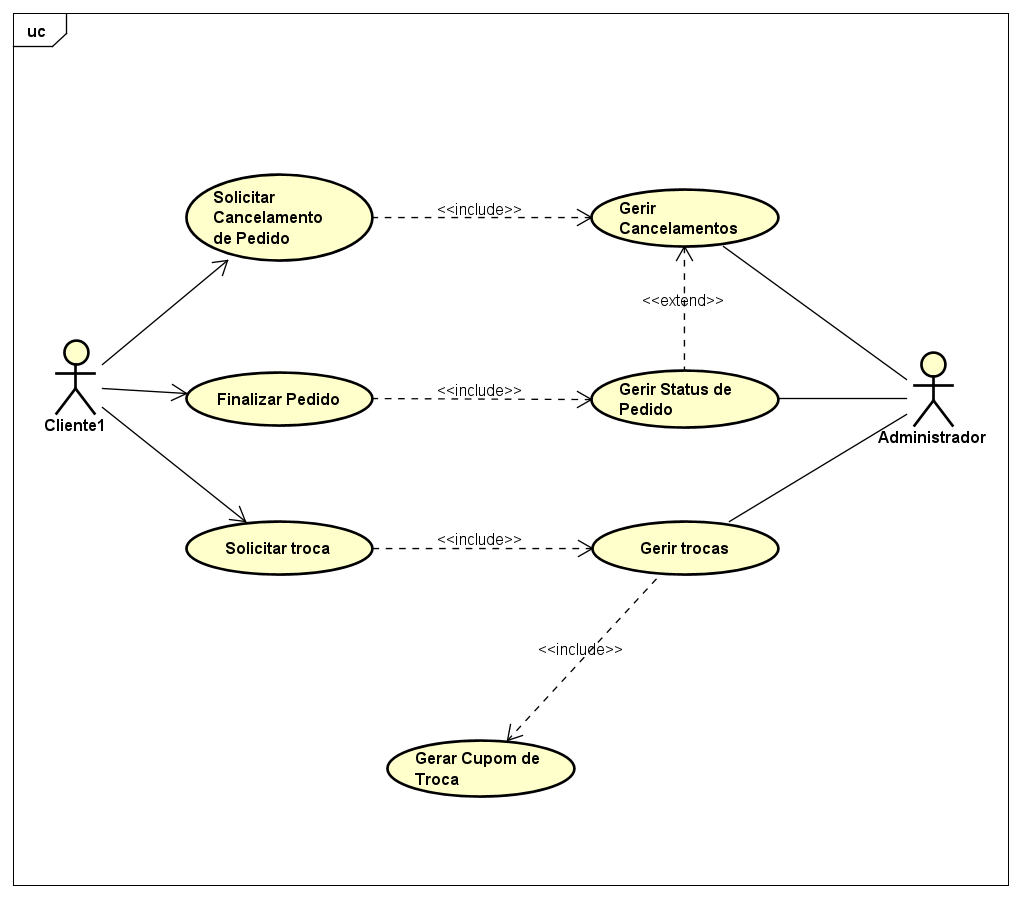 uc
Solicitar
Cancelamento
de Pedido
<<include>>
Gerir
Cancelamentos
<<extend>>
Cliente1
Finalizar Pedido
<<include>>
Gerir Status de
Pedido
Administrador
Solicitar troca
<<include>>
Gerir trocas
<<include>>
Gerar Cupom de
Troca